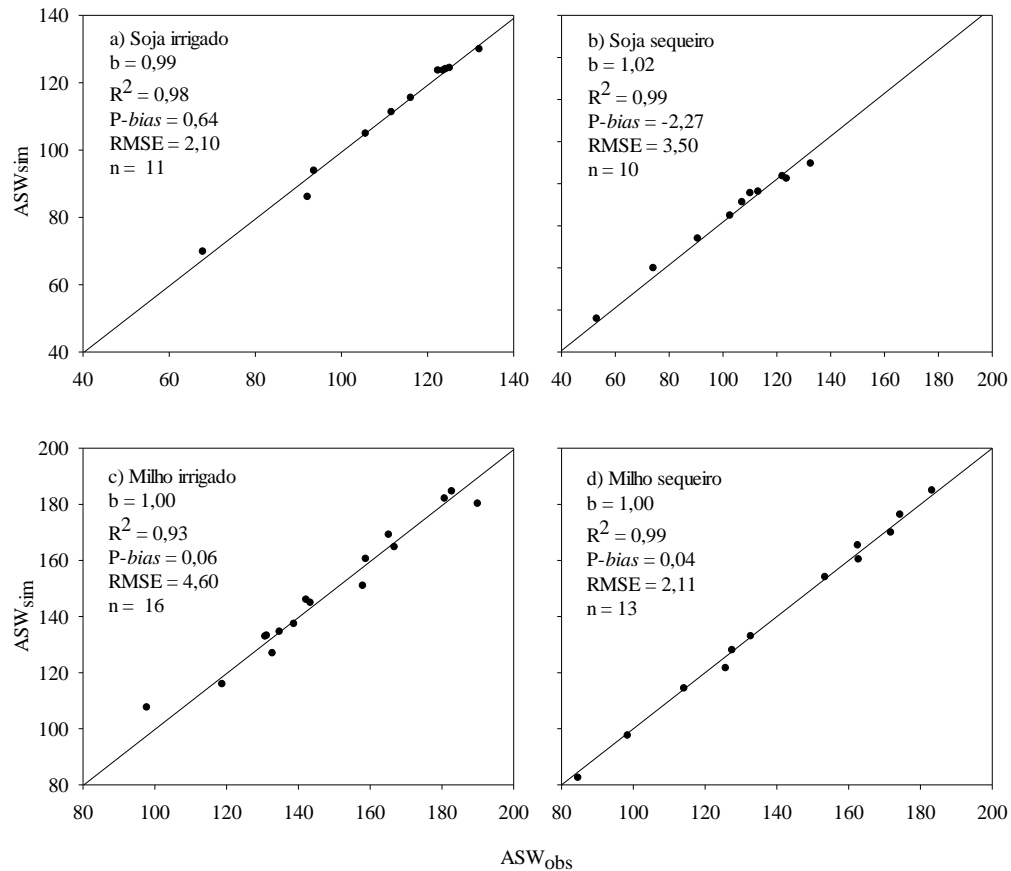 140
120
100
80
60
40
ASWsim
a) Soja irrigado
b = 0,99
R2 = 0,98
P-bias = 0,64
RMSE = 2,10
n = 11
40 60 80 100 120 140
b) Soja sequeiro
b = 1,02
R2 = 0,99
P-bias = -2,27
RMSE = 3,50
n = 10
40 60 80 100 120 140 160 180 200
200
180
160
140
120
100
80
ASWsim
c) Milho irrigado
b = 1,00
R2 = 0,93
P-bias = 0,06
RMSE = 4,60
n = 16
80 100 120 140 160 180 200
d) Milho sequeiro
b = 1,00
R2 = 0,99
P-bias = 0,04
RMSE = 2,11
n = 13
80 100 120 140 160 180 200
ASWobs